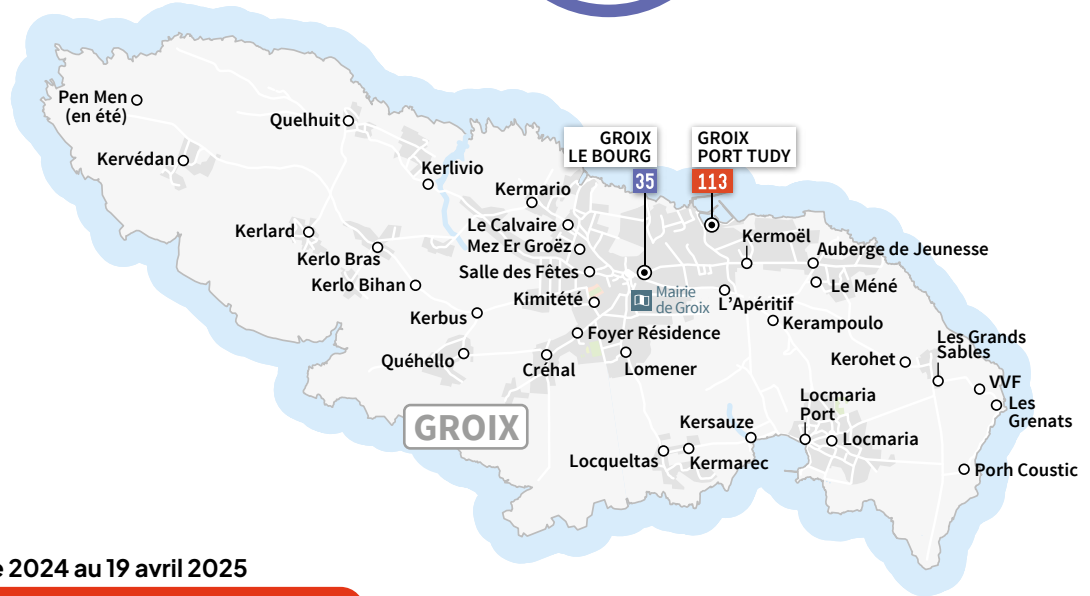 Pen Men
(en été)
Quelhuit
Kervédan
Kerlivio
GROIX
LE BOURG
35
GROIX
PORT TUDY
113
Kermario
Le Calvaire
Mez Er Groëz
Salle des Fêtes
Kimitété
Kerlard
Kerlo Bras
Kerlo Bihan
Kerbus
Quéhello
Créhal
Foyer Résidence
Lomener
Mairie
de Groix
Kermoël
Auberge de Jeunesse
Le Méné
L'Apéritif
Kerampoulo
Les Grands
Sables
Kerohet
VVF
Les
Grenats
Locmaria
Port
Locmaria
Kersauze
Locqueltas
Kermarec
Porh Coustic
GROIX
e 2024 au 19 avril 2025